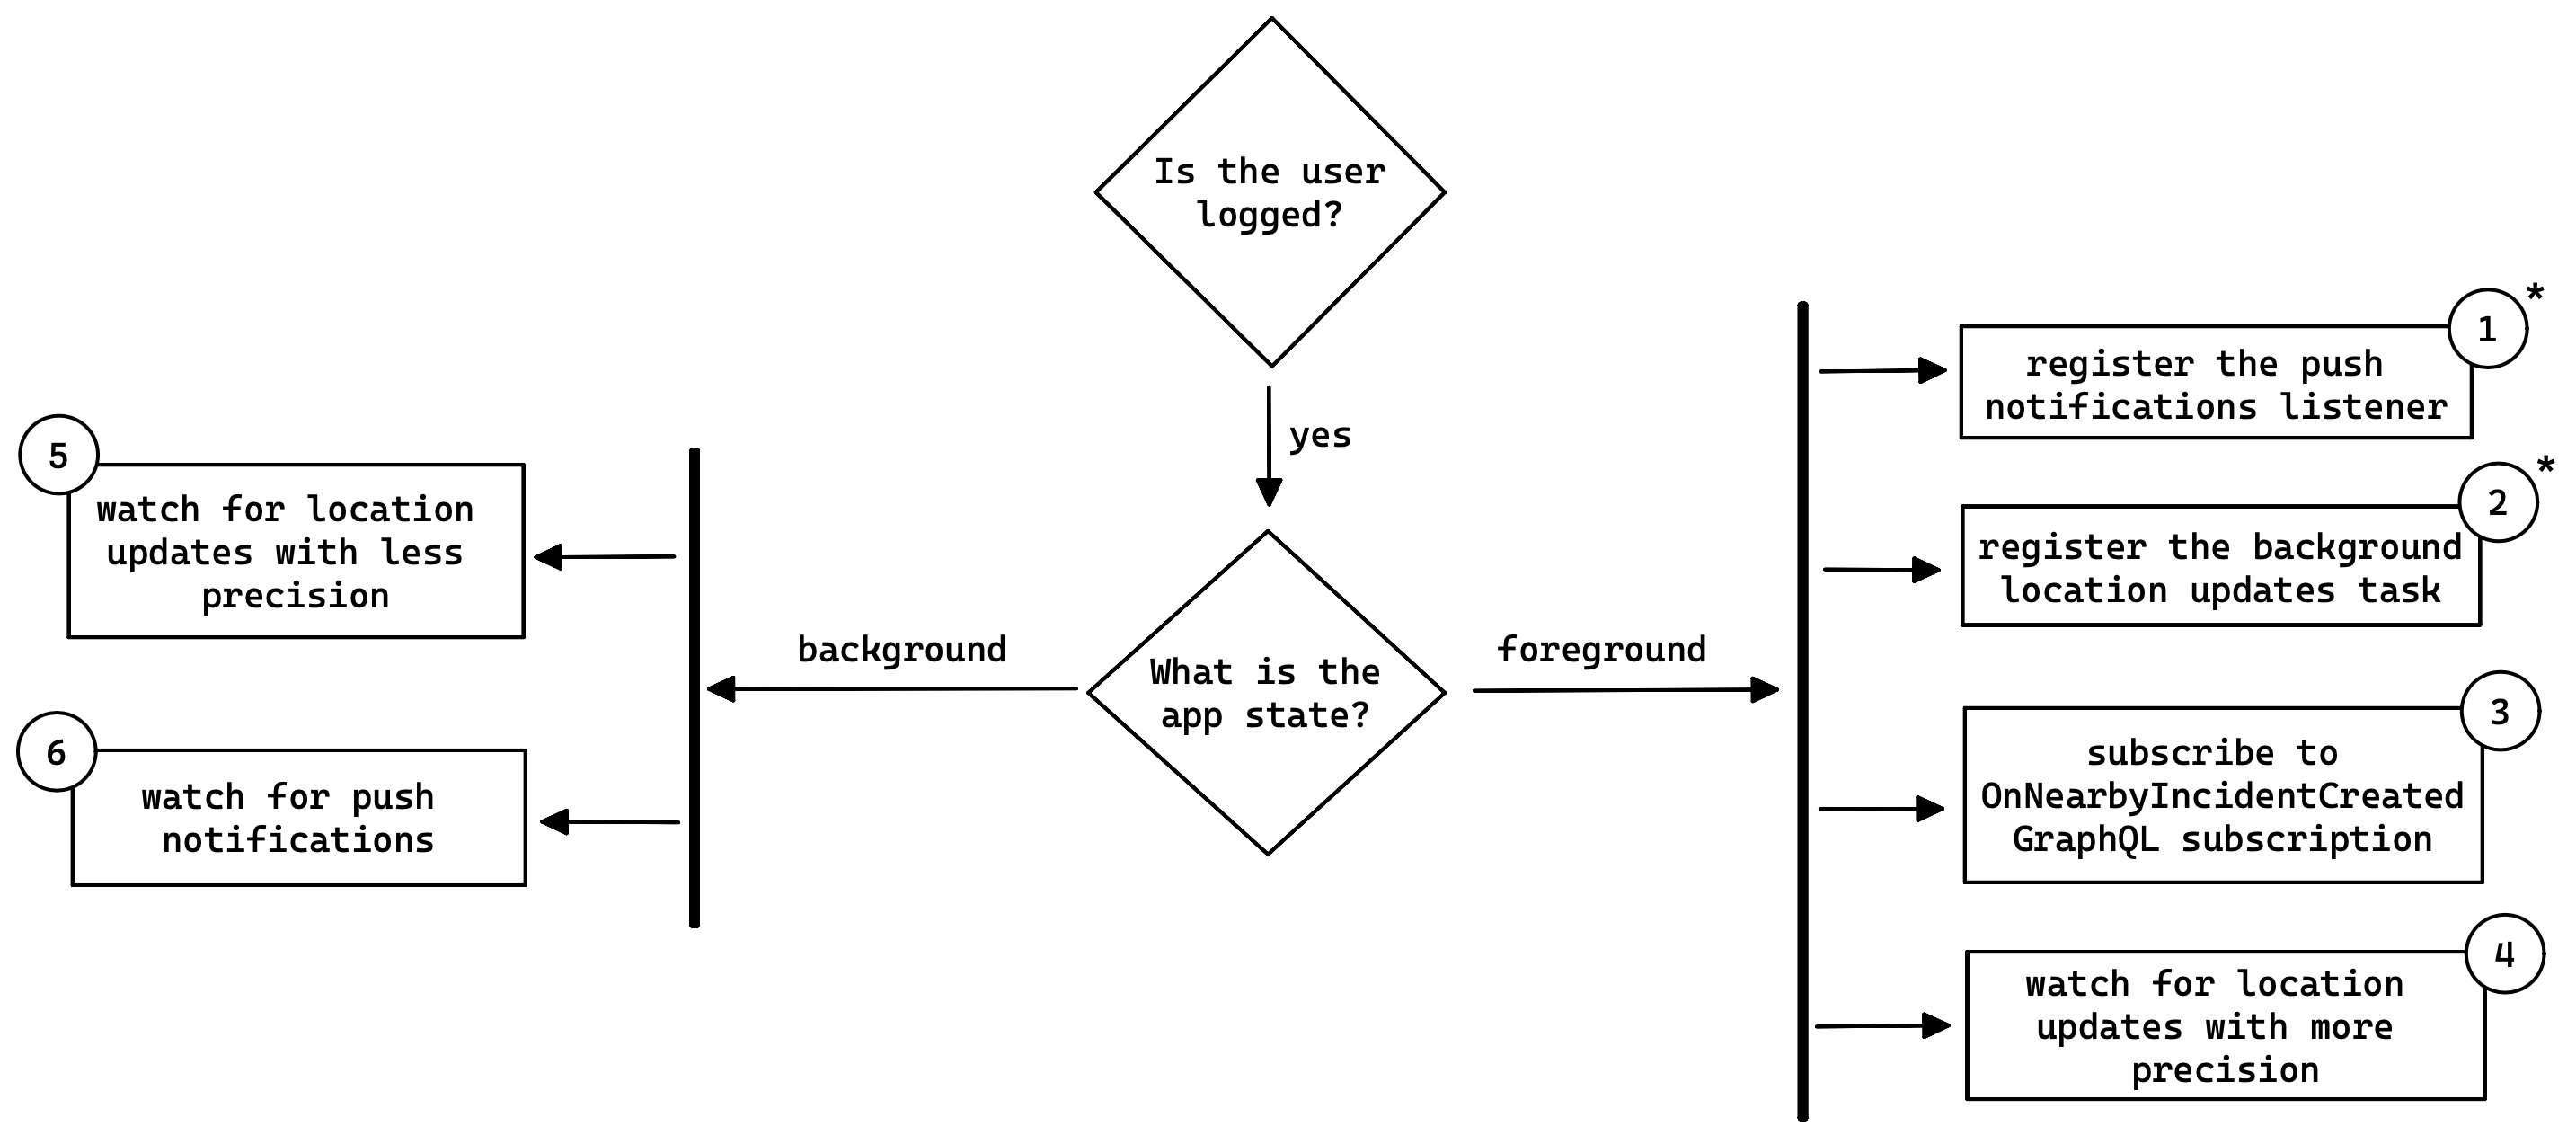 Is the user
logged?
yes
What is the
app state?
background
foreground
1
*
register the push
notifications listener
2
*
register the background
location updates task
3
subscribe to
OnNearbyIncidentCreated
GraphQL subscription
4
watch for location
updates with more
precision
5
watch for location
updates with less
precision
6
watch for push
notifications